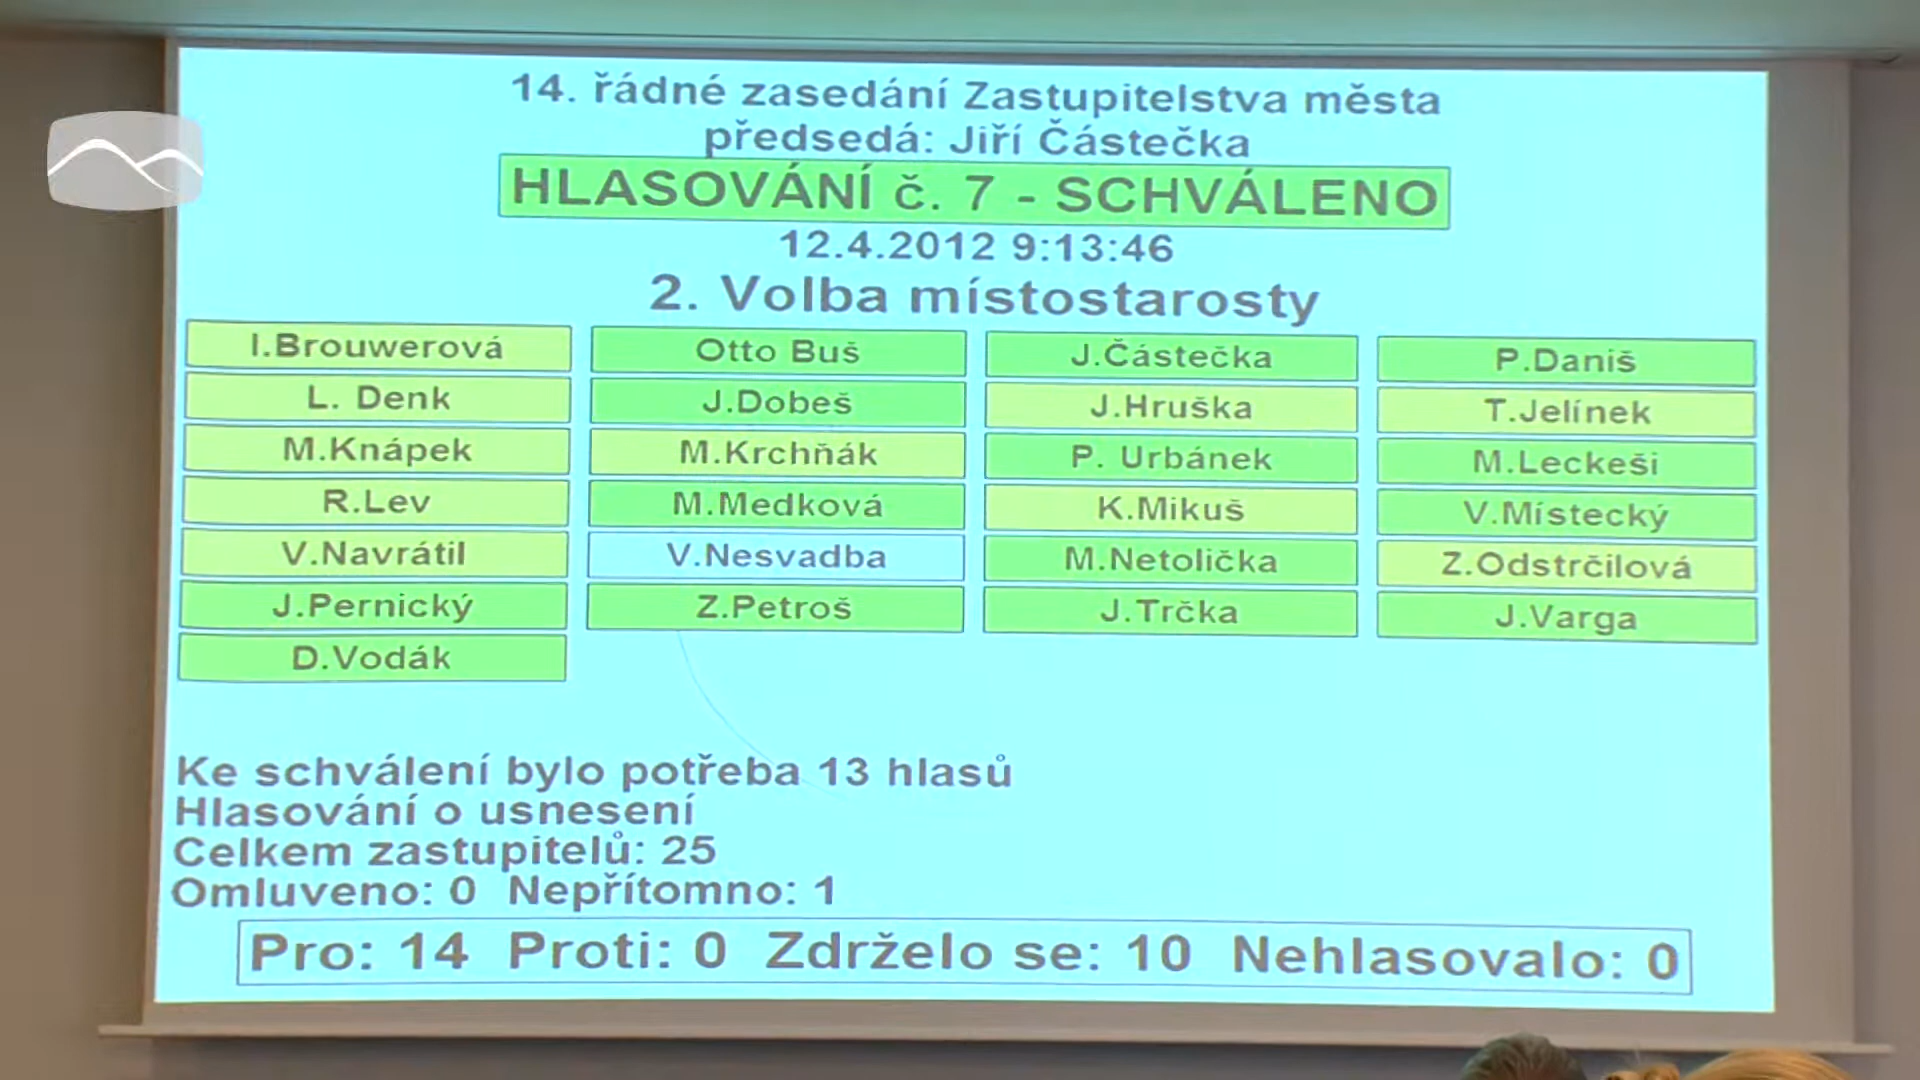 14. řádné zasedání Zastupitelstva města
předsedá: Jiří Částečka
HLASOVÁNÍ č. 7 - SCHVÁLENO
12.4.2012 9:13:46
2. Volba místostarosty
I.Brouwerová Otto Buš J.Částečka P.Daniš
L. Denk J.Dobeš J.Hruška T.Jelínek
M.Knápek M.Krchňák P. Urbánek M.Leckeši
R.Lev M.Medková K.Mikuš V.Místecký
V.Navrátil V.Nesvadba M.Netolička Z.Odstrčilová
J.Pernický Z.Petroš J.Trčka J.Varga
D.Vodák
Ke schválení bylo potřeba 13 hlasů
Hlasování o usnesení
Celkem zastupitelů: 25
Omluveno: 0 Nepřítomno: 1
Pro: 14 Proti: 0 Zdrželo se: 10 Nehlasovalo: 0